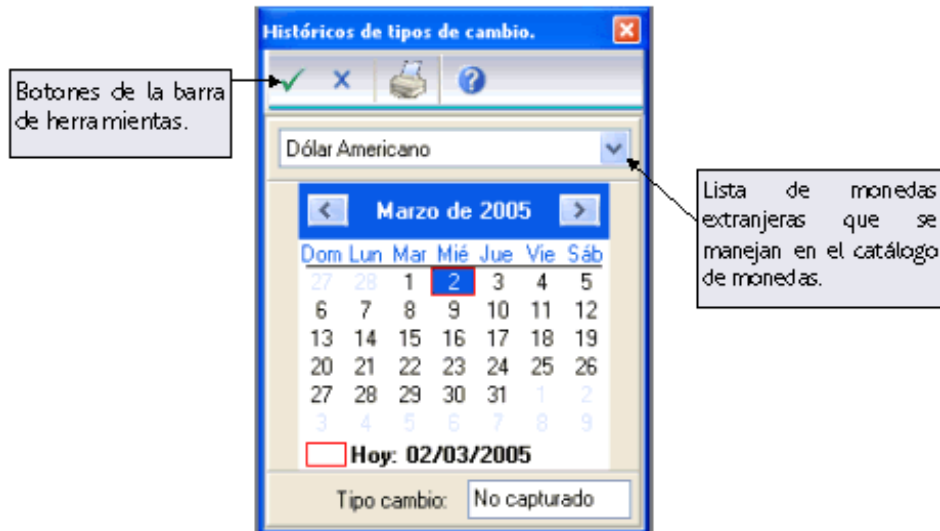 Históricos de tipos de cambio.
Botones de la barra
de herramientas.
Dólar Americano
Lista de monedas
extranjeras que se
manejan en el catálogo
de monedas.
Marzo de 2005
Dom Lun Mar Mié Jue Vie Sáb
27 28 1 2 3 4 5
6 7 8 9 10 11 12
13 14 15 16 17 18 19
20 21 22 23 24 25 26
27 28 29 30 31 1 2
3 4 5 6 7 8 9
Hoy: 02/03/2005
Tipo cambio: No capturado